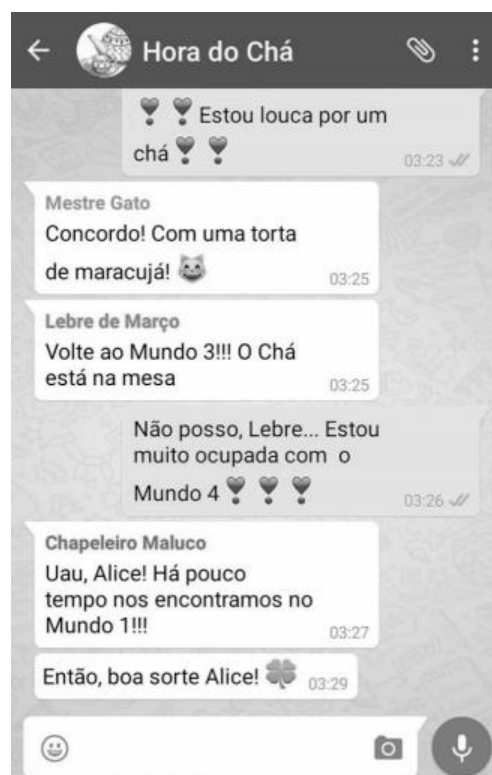 Hora do Chá
❣ ❣ Estou louca por um
chá ❣ ❣
03:23
Mestre Gato
Concordo! Com uma torta
de maracujá! 😺
03:25
Lebre de Março
Volte ao Mundo 3!!! O Chá
está na mesa
03:25
Não posso, Lebre... Estou
muito ocupada com o
Mundo 4 ❣ ❣ ❣
03:26
Chapeleiro Maluco
Uau, Alice! Há pouco
tempo nos encontramos no
Mundo 1!!!
03:27
Então, boa sorte Alice! 🍀 03:29